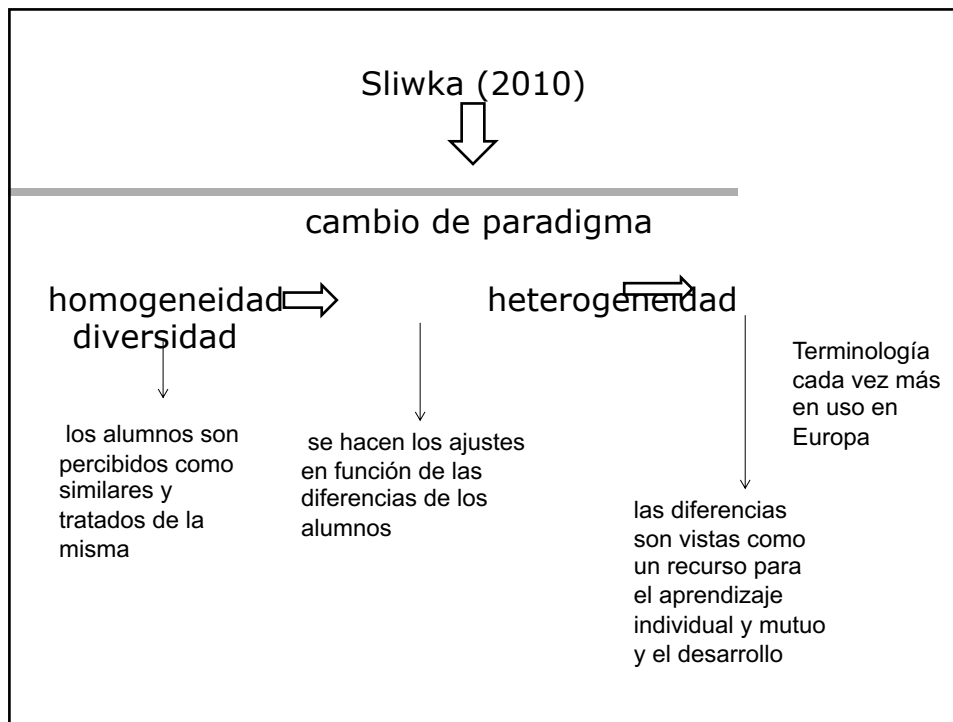 Sliwka (2010)
cambio de paradigma
homogeneidad heterogeneidad
diversidad
los alumnos son
percibidos como
similares y
tratados de la
misma
se hacen los ajustes
en función de las
diferencias de los
alumnos
Terminología
cada vez más
en uso en
Europa
las diferencias
son vistas como
un recurso para
el aprendizaje
individual y mutuo
y el desarrollo